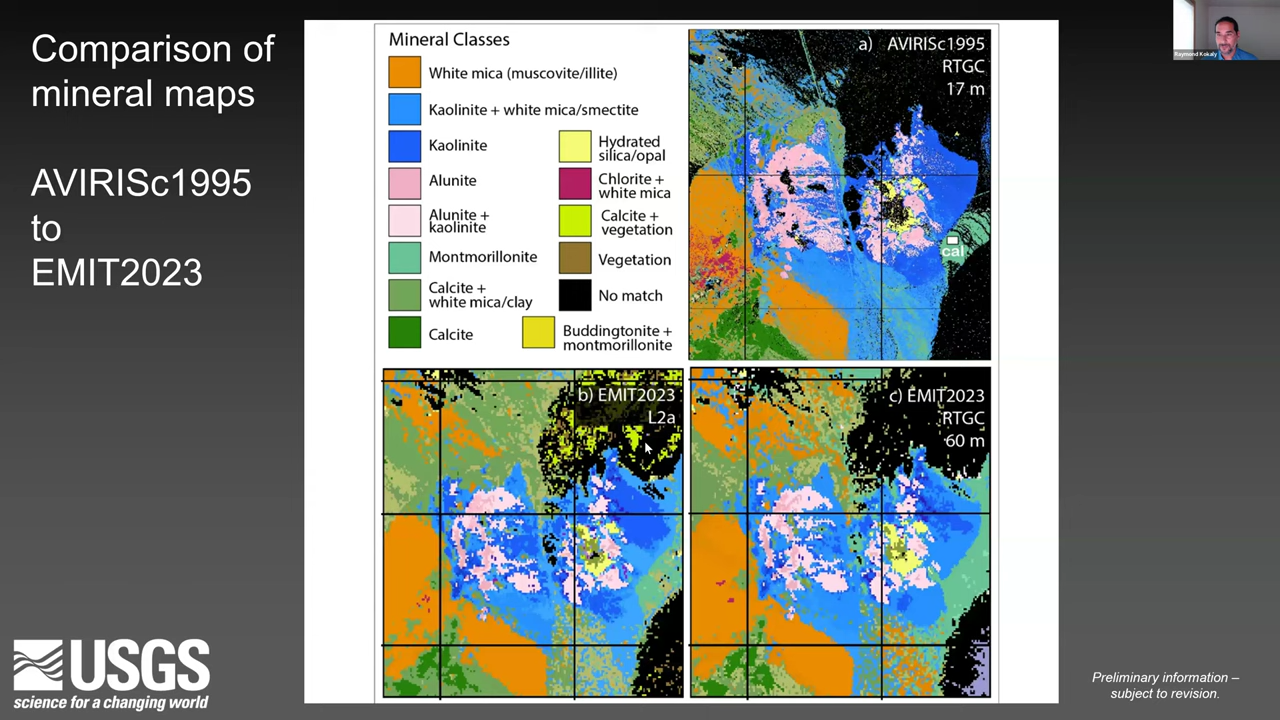 Comparison of
mineral maps
AVIRISc1995
to
EMIT2023
Mineral Classes
White mica (muscovite/illite)
Kaolinite + white mica/smectite
Kaolinite
Alunite
Alunite +
kaolinite
Montmorillonite
Calcite +
white mica/clay
Calcite
Hydrated
silica/opal
Chlorite +
white mica
Calcite +
vegetation
Vegetation
No match
Buddingtonite +
montmorillonite
a) AVIRISc1995
RTGC
17 m
cal
b) EMIT2023
L2a
c) EMIT2023
RTGC
60 m
Raymond Kokaly
USGS
science for a changing world
Preliminary information –
subject to revision.